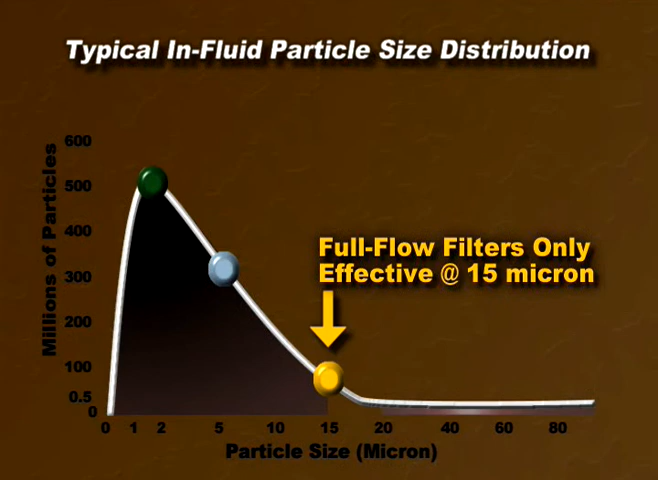 Typical In-Fluid Particle Size Distribution
600
500
400
300
200
100
0.5
0
Millions of Particles
Full-Flow Filters Only
Effective @ 15 micron
0 1 2 5 10 15 20 40 60 80
Particle Size (Micron)